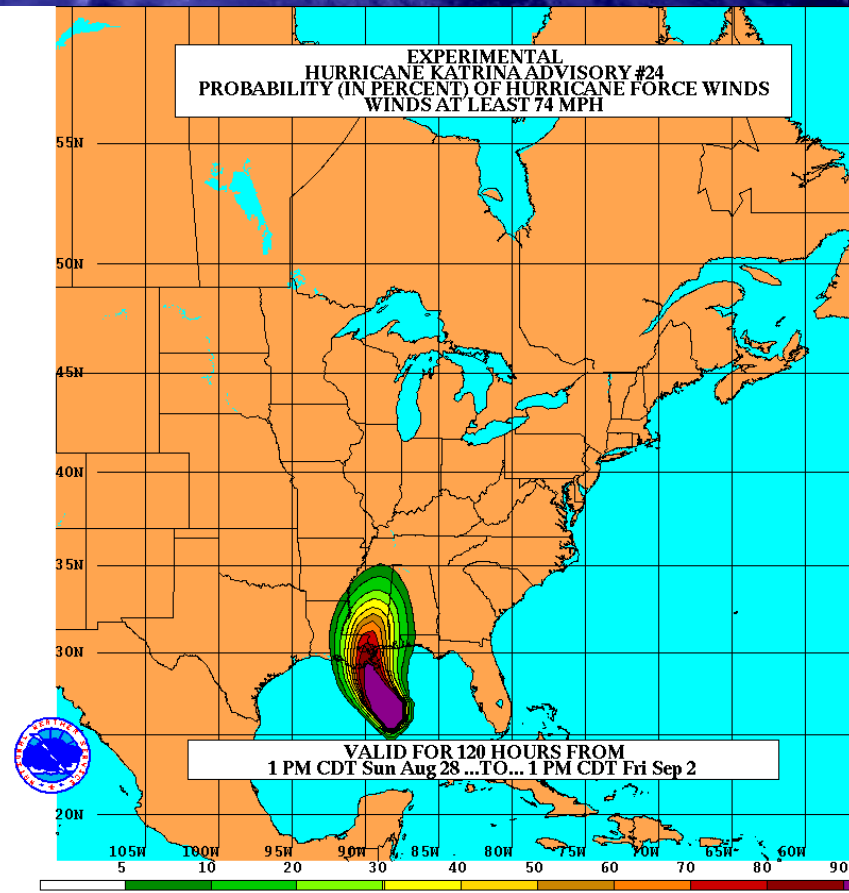 EXPERIMENTAL
HURRICANE KATRINA ADVISORY #24
PROBABILITY (IN PERCENT) OF HURRICANE FORCE WINDS
WINDS AT LEAST 74 MPH
55N
50N
45N
40N
35N
30N
VALID FOR 120 HOURS FROM
1 PM CDT Sun Aug 28 ...TO... 1 PM CDT Fri Sep 2
20N
105W 100W 95W 90W 85W 80W 75W 70W 65W 60W
5 10 20 30 40 50 60 70 80 90
NATIONAL WEATHER SERVICE